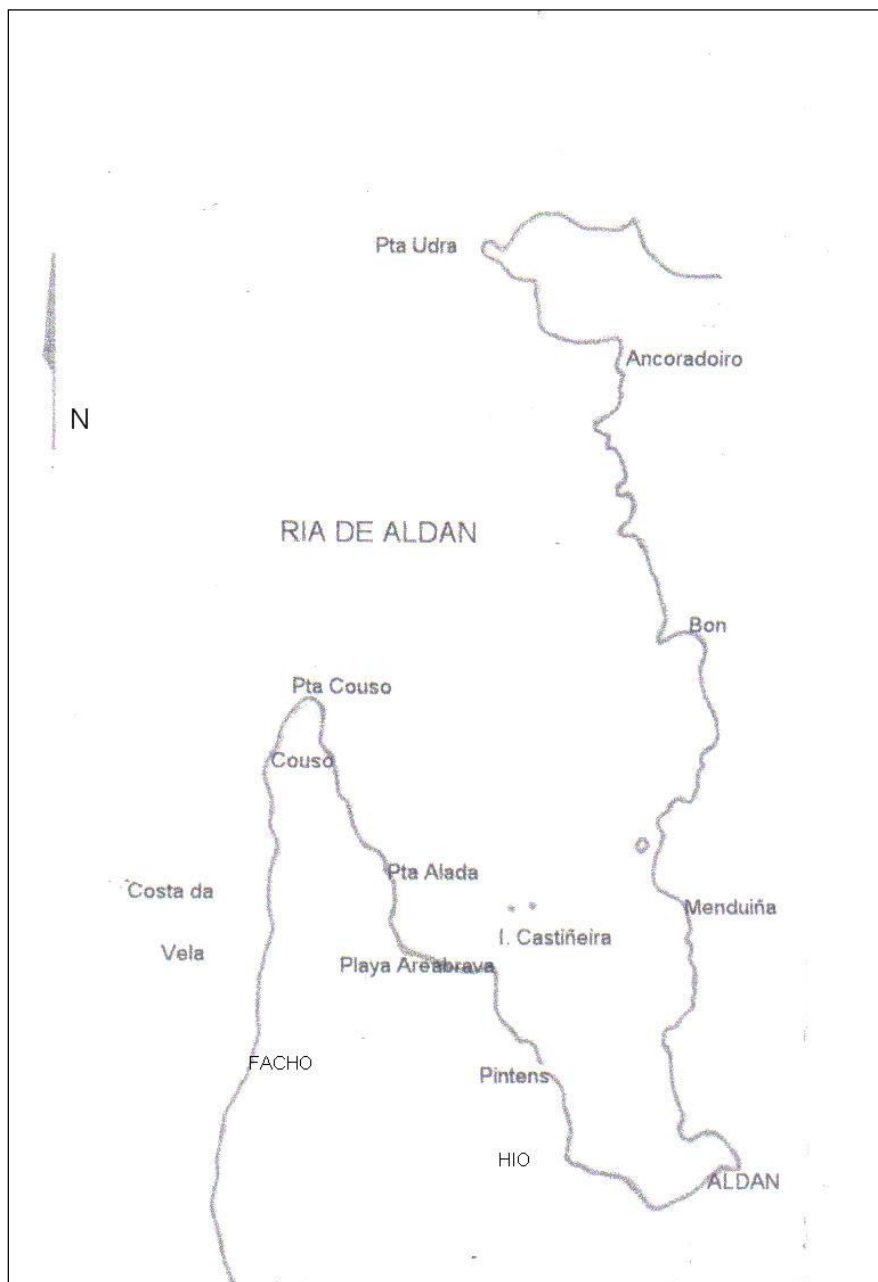 Pta Udra
Ancoradoiro
N
RIA DE ALDAN
Bon
Pta Couso
Couso
Pta Alada
Costa da
Vela
Menduiña
I. Castiñeira
Playa Areabrava
FACHO
Pintens
HIO
ALDAN